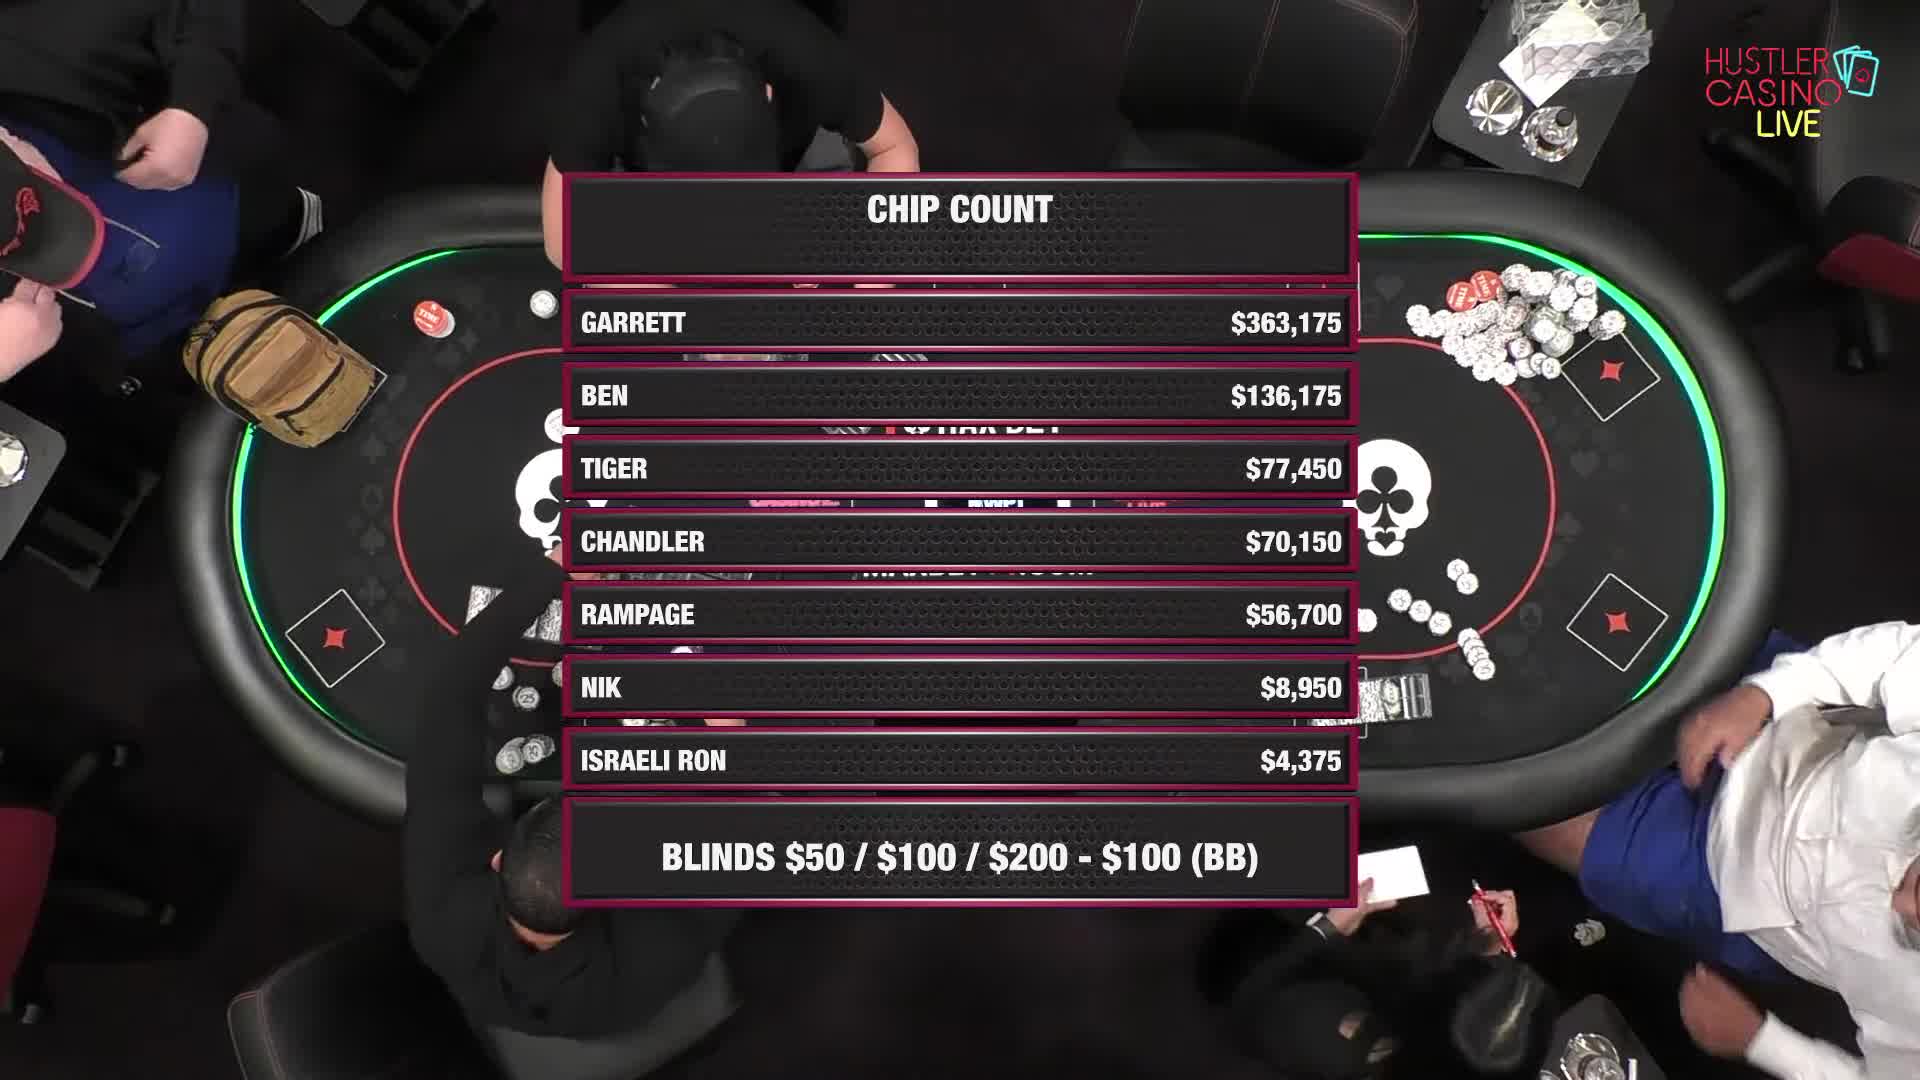 HUSTLER
CASINO
LIVE
CHIP COUNT
GARRETT $363,175
BEN $136,175
TIGER $77,450
CHANDLER $70,150
RAMPAGE $56,700
NIK $8,950
ISRAELI RON $4,375
BLINDS $50 / $100 / $200 - $100 (BB)